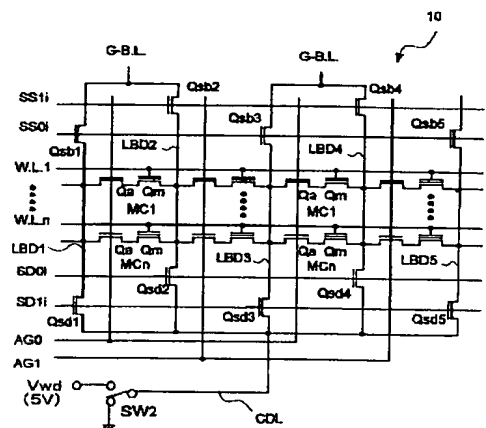 10
G-B.L. G-B.L.
SS1i Qsb2 Qsb4
SS0i Qsb3 Qsb5
Qsb1 LBD2 LBD4
W.L.1
Qa Qm Qa Qm
MC1 MC1
W.L.n
LBD1 Qa Qm LBD3 Qa Qm LBD5
MCn MCn
SD0i Qsd2 Qsd4
SD1i
Qsd1 Qsd3 Qsd5
AG0
AG1
Vwd
(5V)
SW2 CDL